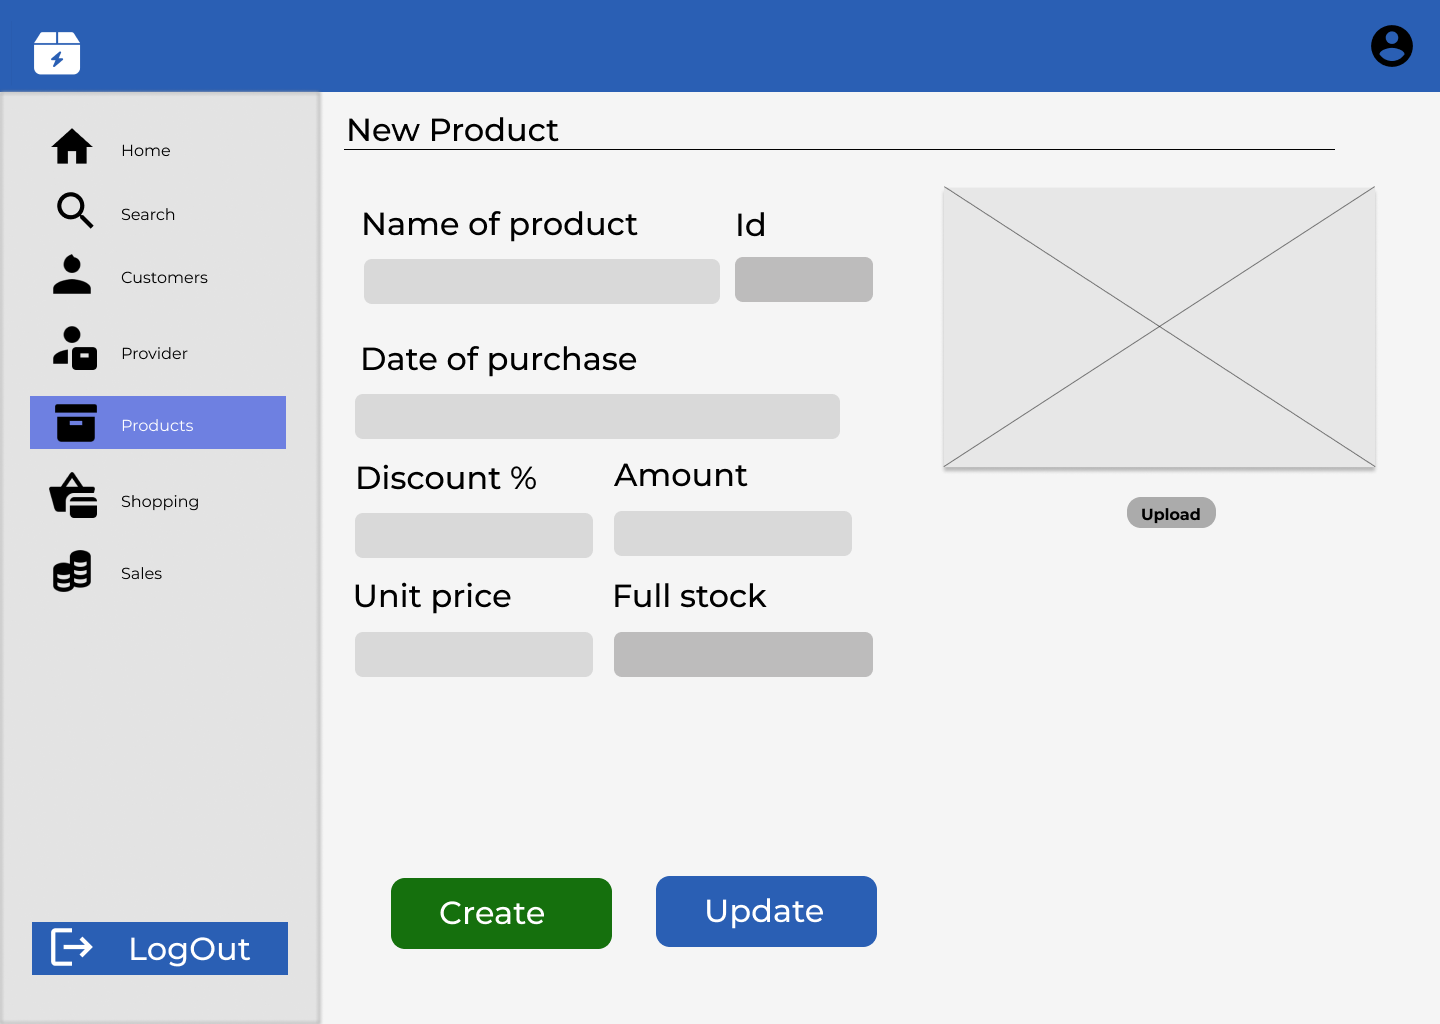 Home
Search
Customers
Provider
Products
Shopping
Sales
LogOut
New Product
Name of product
Id
Date of purchase
Discount %
Amount
Unit price
Full stock
Upload
Create
Update